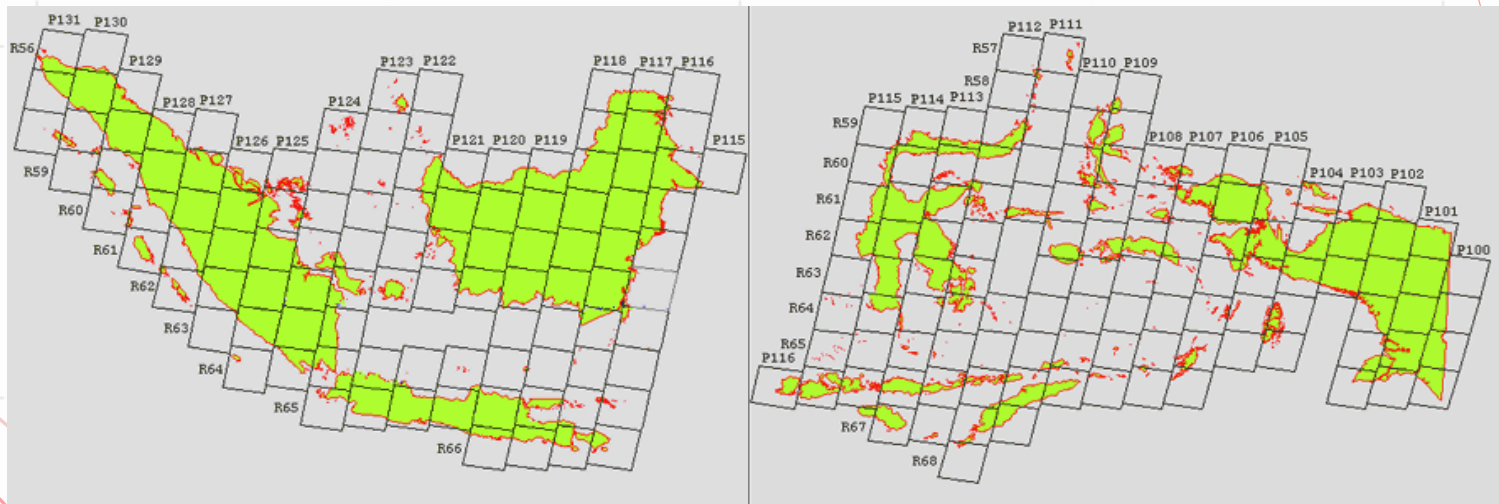 P131 P130
R56
P129
P128 P127
P126 P125
P124
P123 P122
P121 P120 P119
P118 P117 P116
P115
R59
R60
R61
R62
R63
R64
R65
R66
P112 P111
R57
R58
P110 P109
P115 P114 P113
R59
R60
R61
R62
R63
R64
R65
P108 P107 P106 P105
P104 P103 P102
P101
P100
P116
R67
R68